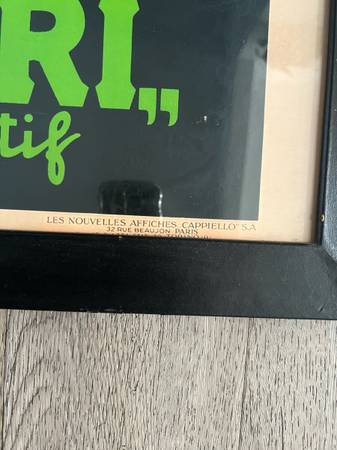 RI„
tif
LES NOUVELLES AFFICHES CAPPIELLO" S.A
32 RUE BEAUJON PARIS